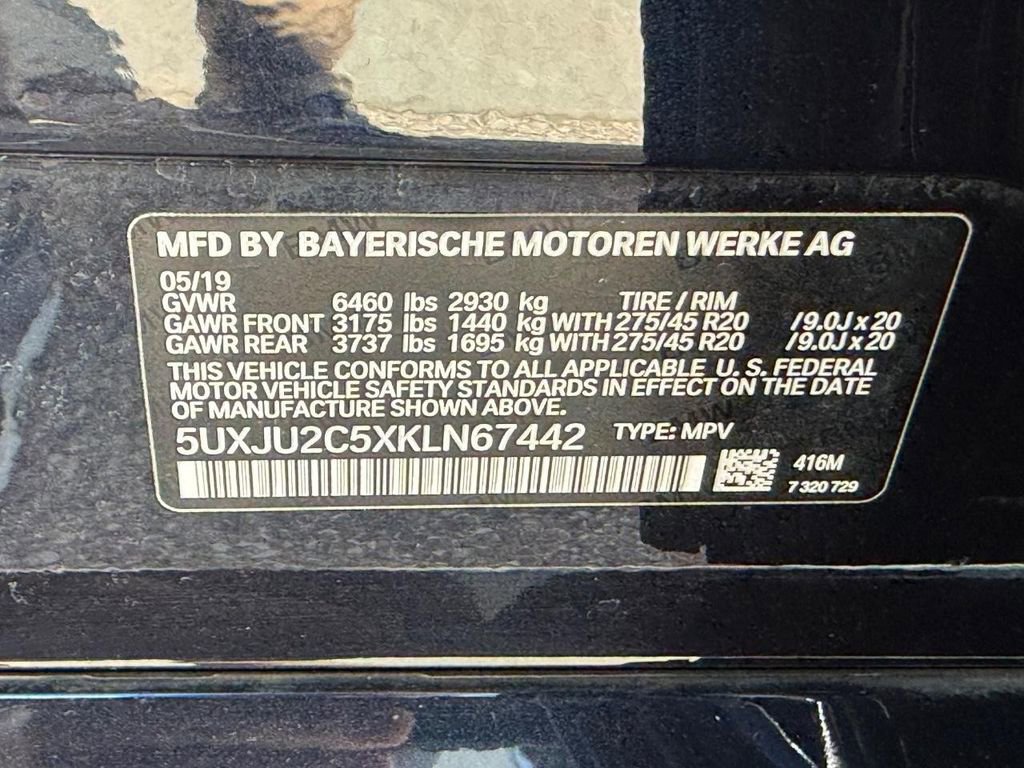 MFD BY BAYERISCHE MOTOREN WERKE AG
05/19
GVWR 6460 lbs 2930 kg TIRE / RIM
GAWR FRONT 3175 lbs 1440 kg WITH 275/45 R20 / 9.0J x 20
GAWR REAR 3737 lbs 1695 kg WITH 275/45 R20 / 9.0J x 20
THIS VEHICLE CONFORMS TO ALL APPLICABLE U. S. FEDERAL
MOTOR VEHICLE SAFETY STANDARDS IN EFFECT ON THE DATE
OF MANUFACTURE SHOWN ABOVE.
5UXJU2C5XKLN67442 TYPE: MPV
416M
7 320 729